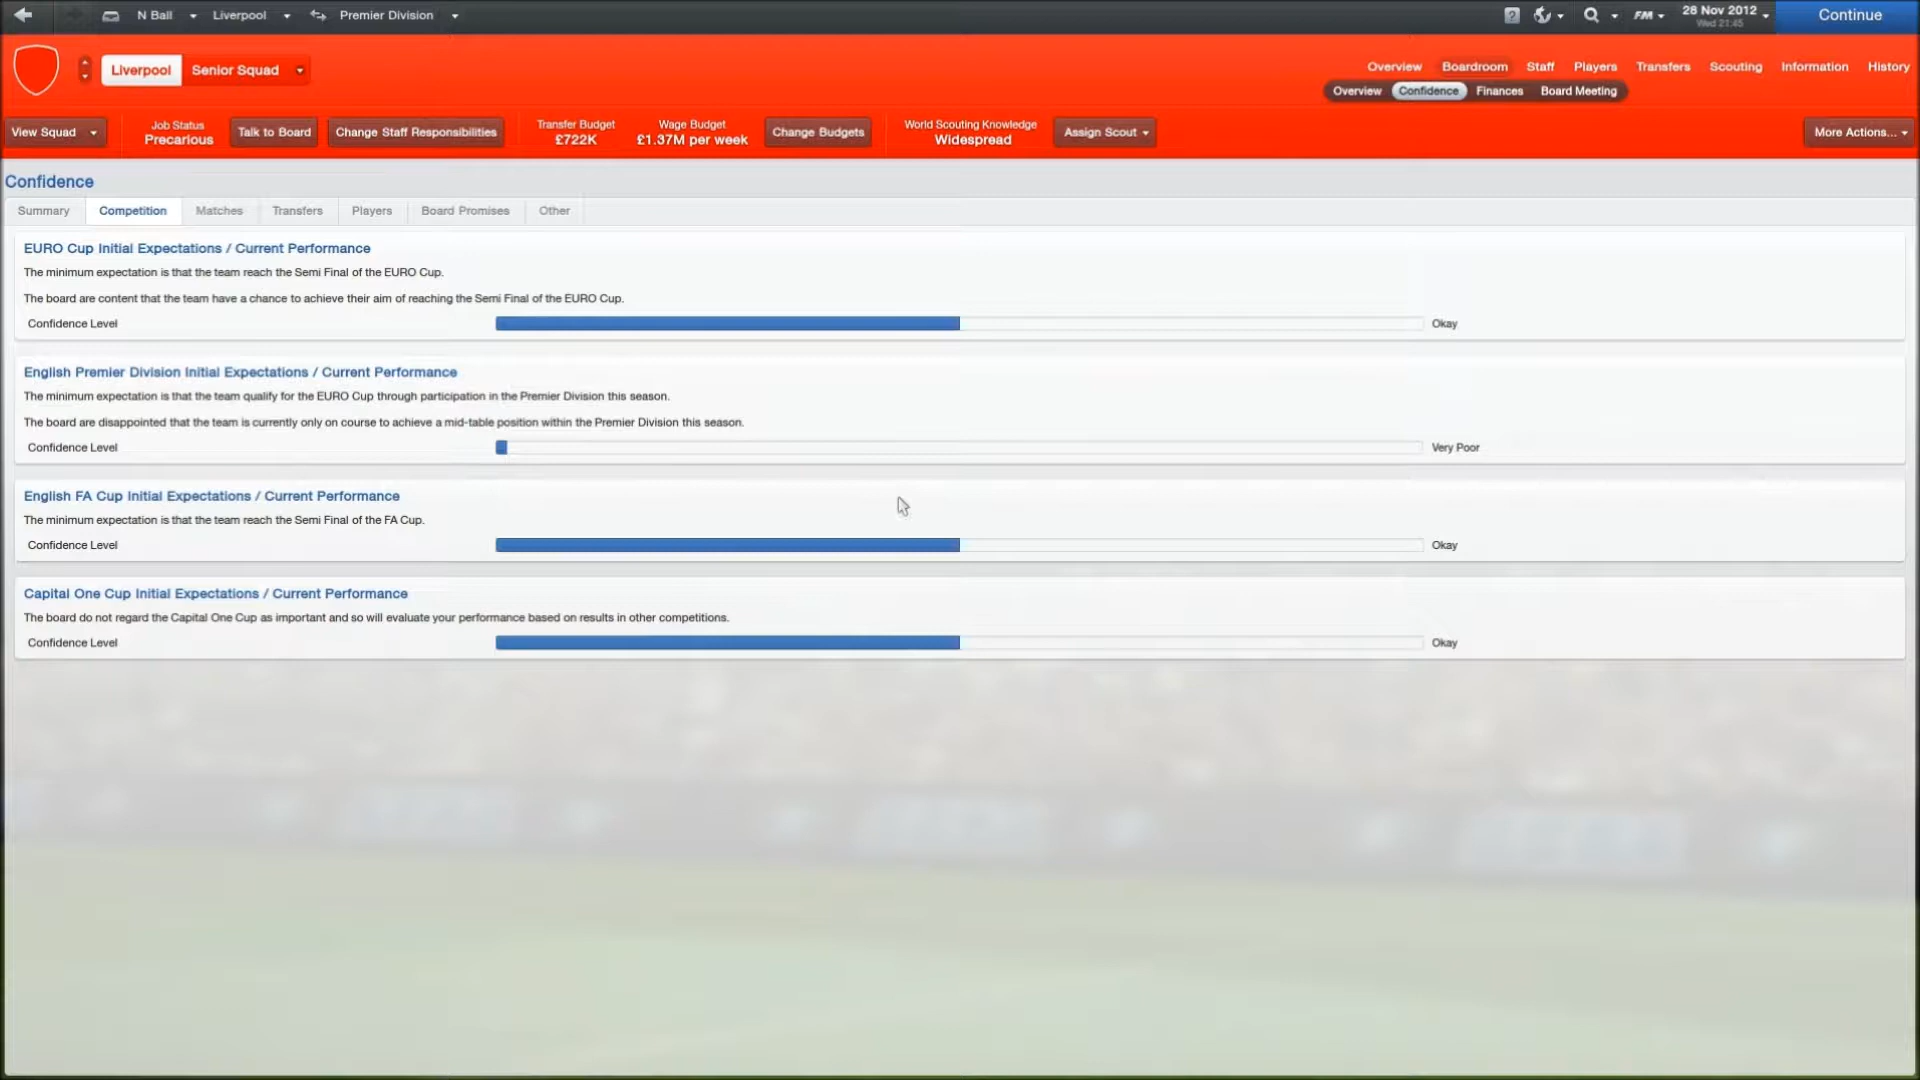 N Ball Liverpool Premier Division ? FM 28 Nov 2012 Continue
Wed 21:45
Liverpool Senior Squad
Overview Boardroom Staff Players Transfers Scouting Information History
Overview Confidence Finances Board Meeting
View Squad Job Status Talk to Board Change Staff Responsibilities Transfer Budget Wage Budget Change Budgets World Scouting Knowledge Assign Scout More Actions...
Precarious £722K £1.37M per week Widespread
Confidence
Summary Competition Matches Transfers Players Board Promises Other
EURO Cup Initial Expectations / Current Performance
The minimum expectation is that the team reach the Semi Final of the EURO Cup.
The board are content that the team have a chance to achieve their aim of reaching the Semi Final of the EURO Cup.
Confidence Level Okay
English Premier Division Initial Expectations / Current Performance
The minimum expectation is that the team qualify for the EURO Cup through participation in the Premier Division this season.
The board are disappointed that the team is currently only on course to achieve a mid-table position within the Premier Division this season.
Confidence Level Very Poor
English FA Cup Initial Expectations / Current Performance
The minimum expectation is that the team reach the Semi Final of the FA Cup.
Confidence Level Okay
Capital One Cup Initial Expectations / Current Performance
The board do not regard the Capital One Cup as important and so will evaluate your performance based on results in other competitions.
Confidence Level Okay